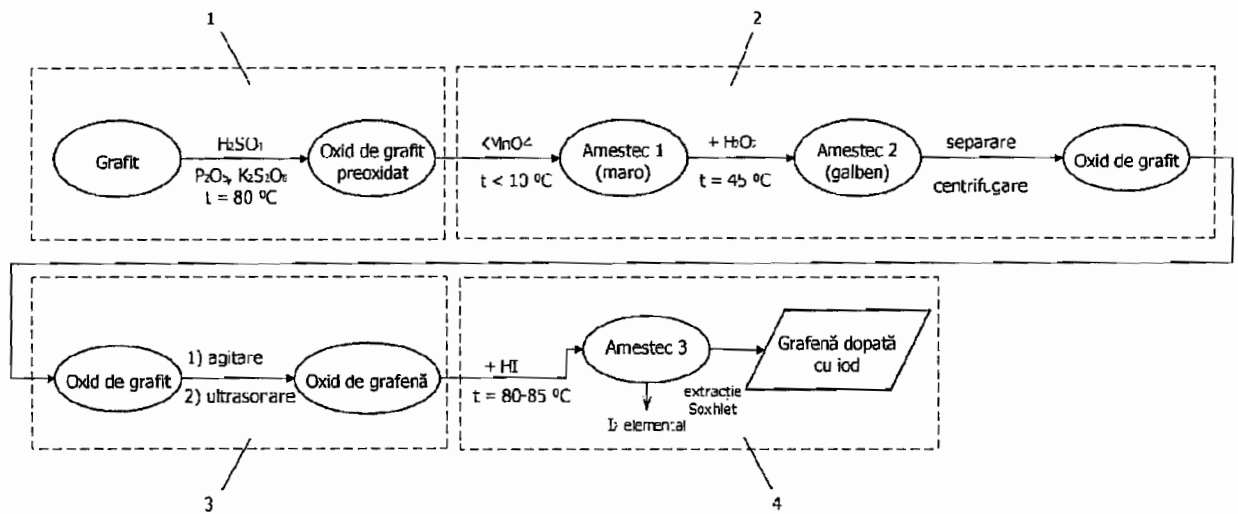 1
2
Grafit
H₂SO₄
P₂O₅, K₂S₂O₈
t = 80 ºC
Oxid de grafit
preoxidat
KMnO₄
t < 10 ºC
Amestec 1
(maro)
+ H₂O₂
t = 45 ºC
Amestec 2
(galben)
separare
centrifugare
Oxid de grafit
Oxid de grafit
1) agitare
2) ultrasonare
Oxid de grafenă
+ HI
t = 80-85 ºC
Amestec 3
I₂ elemental
extracție
Soxhlet
Grafenă dopată
cu iod
3
4